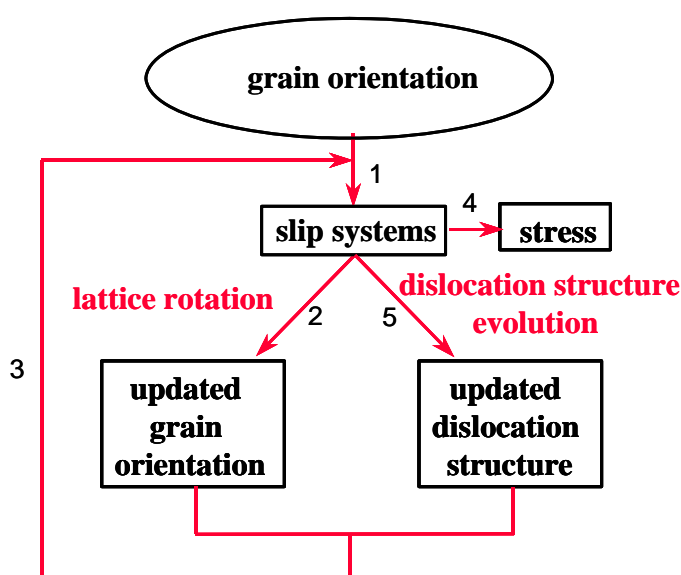 grain orientation
1
slip systems
4
stress
lattice rotation
2
5
dislocation structure
evolution
3
updated
grain
orientation
updated
dislocation
structure